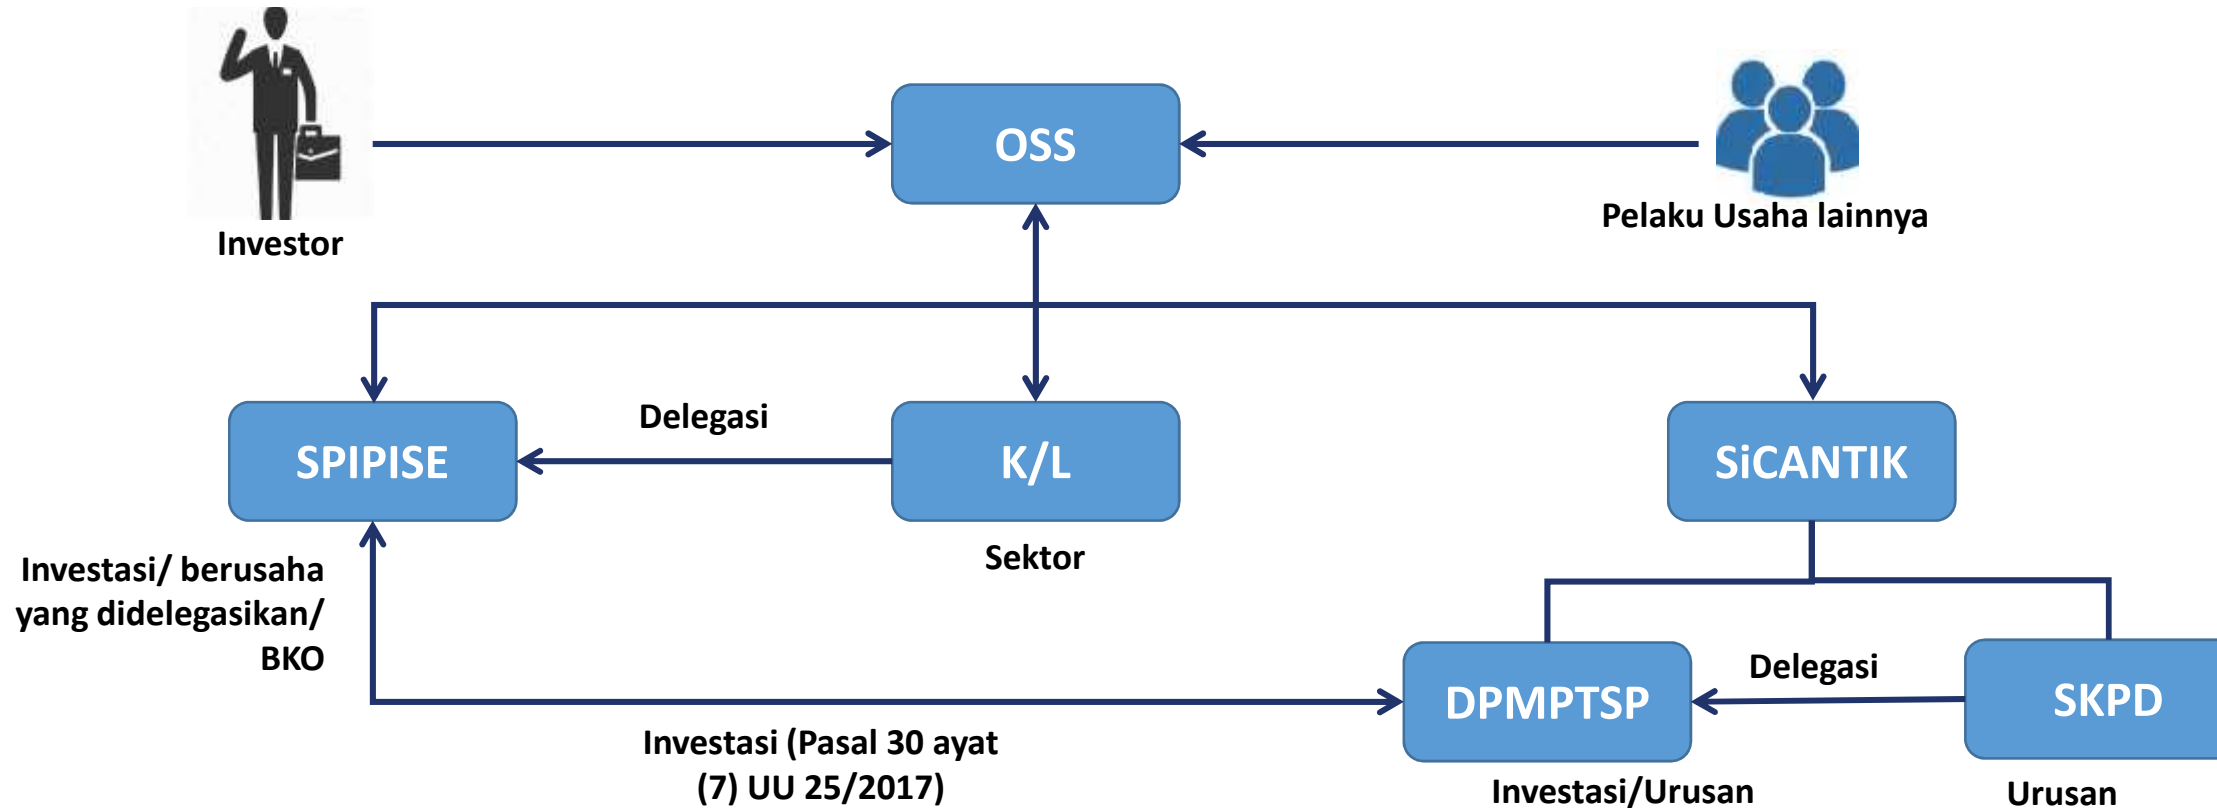 OSS
Investor
Pelaku Usaha lainnya
SPIPISE
Delegasi
K/L
SiCANTIK
Sektor
Investasi/ berusaha
yang didelegasikan/
BKO
Delegasi
DPMPTSP
SKPD
Investasi (Pasal 30 ayat
(7) UU 25/2017)
Investasi/Urusan
Urusan